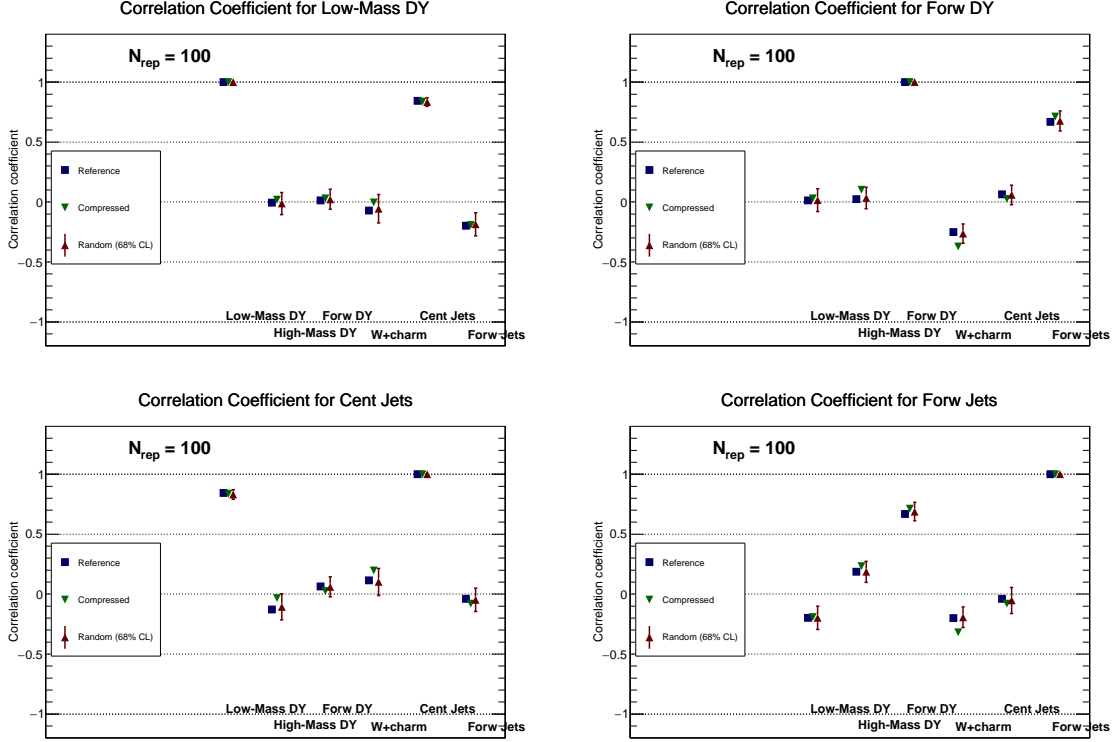 Correlation Coefficient for Low-Mass DY
N_rep = 100
Correlation coefficient
1
0.5
0
−0.5
−1
Reference
Compressed
Random (68% CL)
Low-Mass DY
Forw DY
Cent Jets
High-Mass DY
W+charm
Forw Jets
Correlation Coefficient for Forw DY
N_rep = 100
Correlation coefficient
1
0.5
0
−0.5
−1
Reference
Compressed
Random (68% CL)
Low-Mass DY
Forw DY
Cent Jets
High-Mass DY
W+charm
Forw Jets
Correlation Coefficient for Cent Jets
N_rep = 100
Correlation coefficient
1
0.5
0
−0.5
−1
Reference
Compressed
Random (68% CL)
Low-Mass DY
Forw DY
Cent Jets
High-Mass DY
W+charm
Forw Jets
Correlation Coefficient for Forw Jets
N_rep = 100
Correlation coefficient
1
0.5
0
−0.5
−1
Reference
Compressed
Random (68% CL)
Low-Mass DY
Forw DY
Cent Jets
High-Mass DY
W+charm
Forw Jets